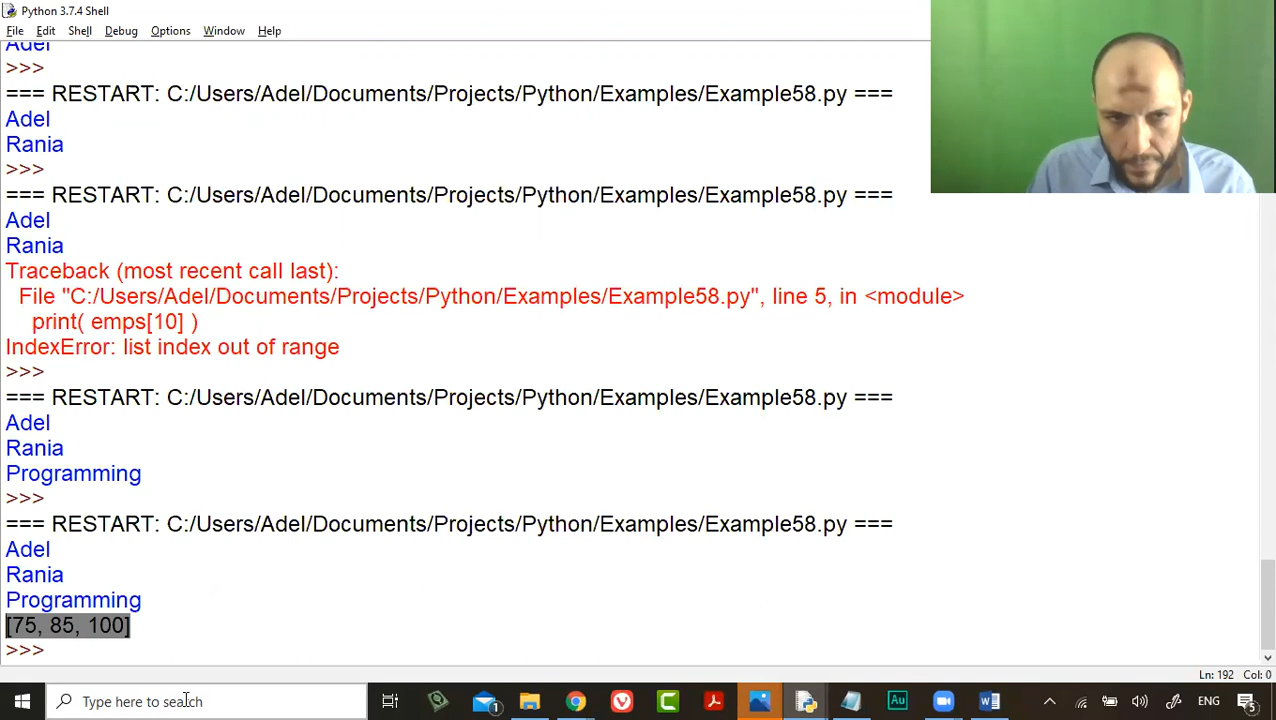 Python 3.7.4 Shell
File Edit Shell Debug Options Window Help
Adel
>>>
=== RESTART: C:/Users/Adel/Documents/Projects/Python/Examples/Example58.py ===
Adel
Rania
>>>
=== RESTART: C:/Users/Adel/Documents/Projects/Python/Examples/Example58.py ===
Adel
Rania
Traceback (most recent call last):
File "C:/Users/Adel/Documents/Projects/Python/Examples/Example58.py", line 5, in <module>
print( emps[10] )
IndexError: list index out of range
>>>
=== RESTART: C:/Users/Adel/Documents/Projects/Python/Examples/Example58.py ===
Adel
Rania
Programming
>>>
=== RESTART: C:/Users/Adel/Documents/Projects/Python/Examples/Example58.py ===
Adel
Rania
Programming
[75, 85, 100]
>>>
Ln: 192 Col: 0
Type here to search
1
Au
ENG
5